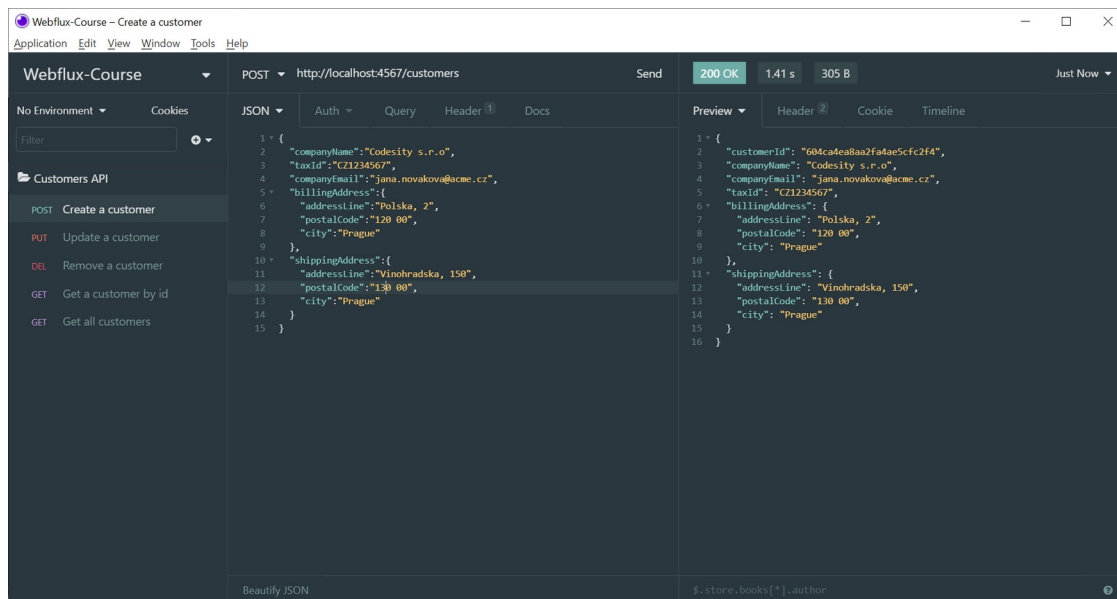 Webflux-Course – Create a customer
Application Edit View Window Tools Help
Webflux-Course
POST http://localhost:4567/customers Send
200 OK 1.41 s 305 B Just Now
No Environment Cookies
JSON Auth Query Header 1 Docs
Preview Header 2 Cookie Timeline
Filter
Customers API
POST Create a customer
PUT Update a customer
DEL Remove a customer
GET Get a customer by id
GET Get all customers
1 {
2 "companyName":"Codesity s.r.o",
3 "taxId":"CZ1234567",
4 "companyEmail":"jana.novakova@acme.cz",
5 "billingAddress":{
6 "addressLine":"Polska, 2",
7 "postalCode":"120 00",
8 "city":"Prague"
9 },
10 "shippingAddress":{
11 "addressLine":"Vinohradska, 150",
12 "postalCode":"130 00",
13 "city":"Prague"
14 }
15 }
1 {
2 "customerId": "604ca4ea8aa2fa4ae5cfc2f4",
3 "companyName": "Codesity s.r.o",
4 "companyEmail": "jana.novakova@acme.cz",
5 "taxId": "CZ1234567",
6 "billingAddress": {
7 "addressLine": "Polska, 2",
8 "postalCode": "120 00",
9 "city": "Prague"
10 },
11 "shippingAddress": {
12 "addressLine": "Vinohradska, 150",
13 "postalCode": "130 00",
14 "city": "Prague"
15 }
16 }
Beautify JSON
$.store.books[*].author